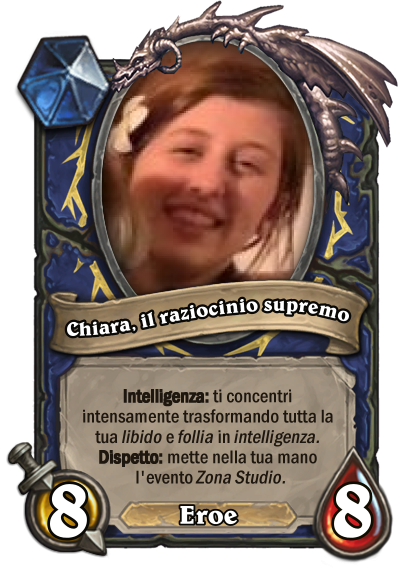 Chiara, il raziocinio supremo
Intelligenza: ti concentri
intensamente trasformando tutta la
tua libido e follia in intelligenza.
Dispetto: mette nella tua mano
l'evento Zona Studio.
8 Eroe 8